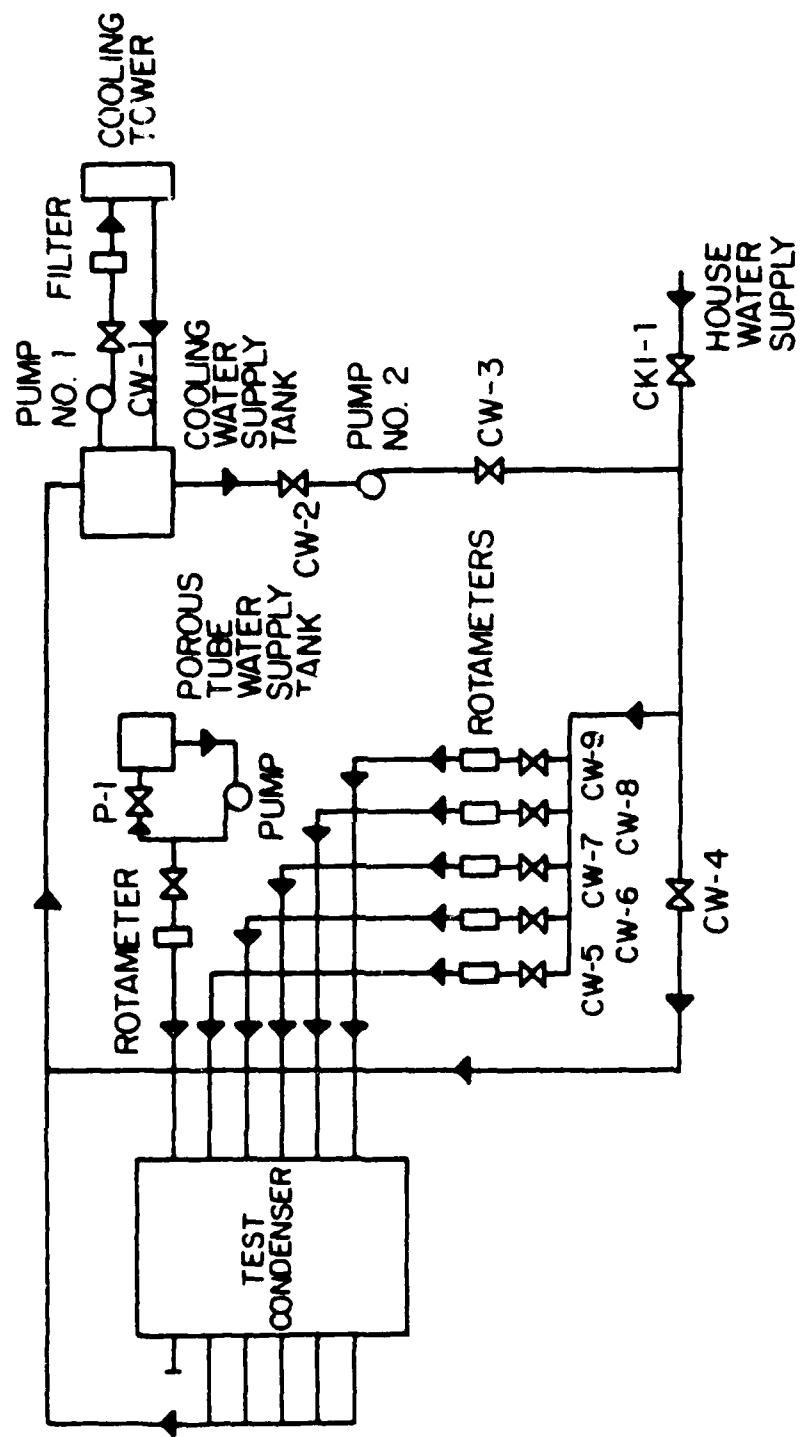 COOLING
TOWER
FILTER
PUMP
NO. 1
CW-1
COOLING
WATER
SUPPLY
TANK
CW-2
PUMP
NO. 2
CW-3
CKI-1
HOUSE
WATER
SUPPLY
POROUS
TUBE
WATER
SUPPLY
TANK
P-1
PUMP
ROTAMETER
ROTAMETERS
CW-5
CW-6
CW-7
CW-8
CW-9
CW-4
TEST
CONDENSER